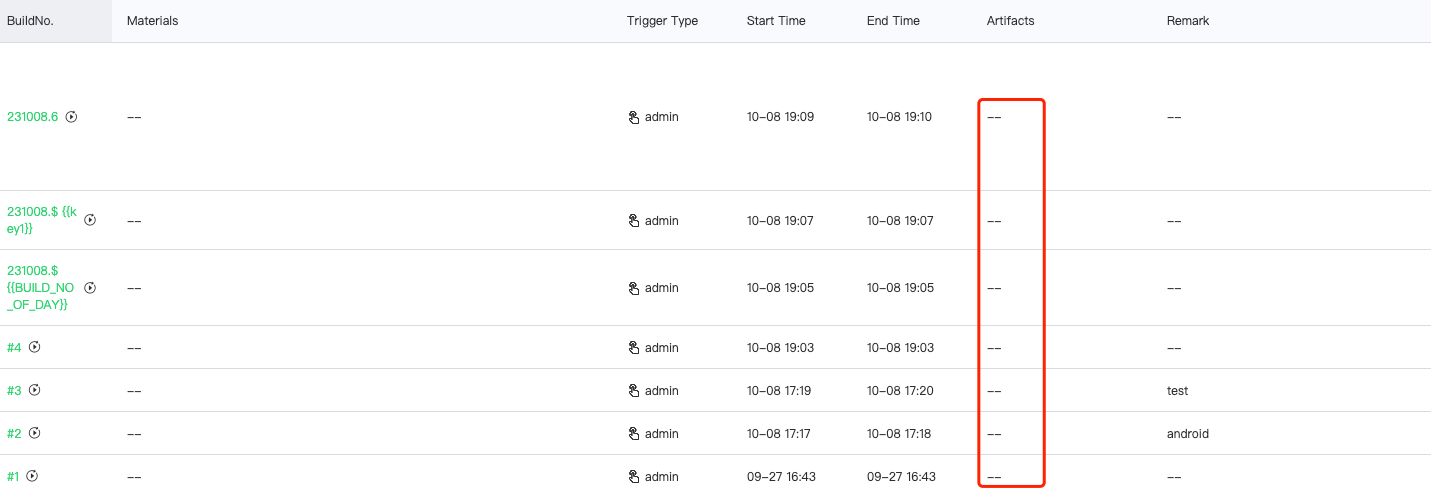 BuildNo. Materials Trigger Type Start Time End Time Artifacts Remark
231008.6 -- admin 10-08 19:09 10-08 19:10 -- --
231008.$ {{k
ey1}} -- admin 10-08 19:07 10-08 19:07 -- --
231008.$
{{BUILD_NO
_OF_DAY}} -- admin 10-08 19:05 10-08 19:05 -- --
#4 -- admin 10-08 19:03 10-08 19:03 -- --
#3 -- admin 10-08 17:19 10-08 17:20 -- test
#2 -- admin 10-08 17:17 10-08 17:18 -- android
#1 -- admin 09-27 16:43 09-27 16:43 -- --